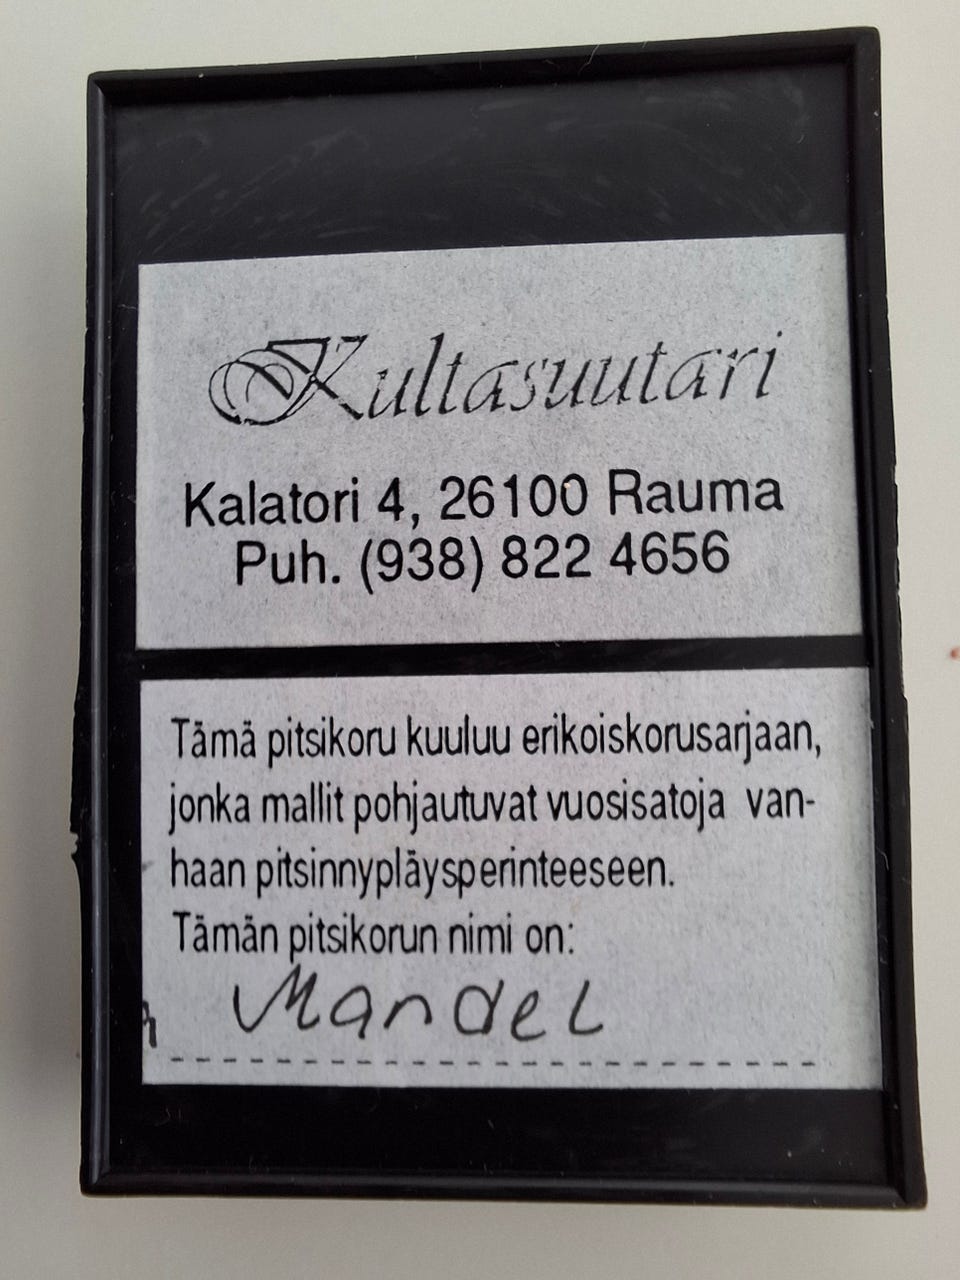 Kultasuutari
Kalatori 4, 26100 Rauma
Puh. (938) 822 4656
Tämä pitsikoru kuuluu erikoiskorusarjaan,
jonka mallit pohjautuvat vuosisatoja van-
haan pitsinnypläysperinteeseen.
Tämän pitsikorun nimi on:
Mandel